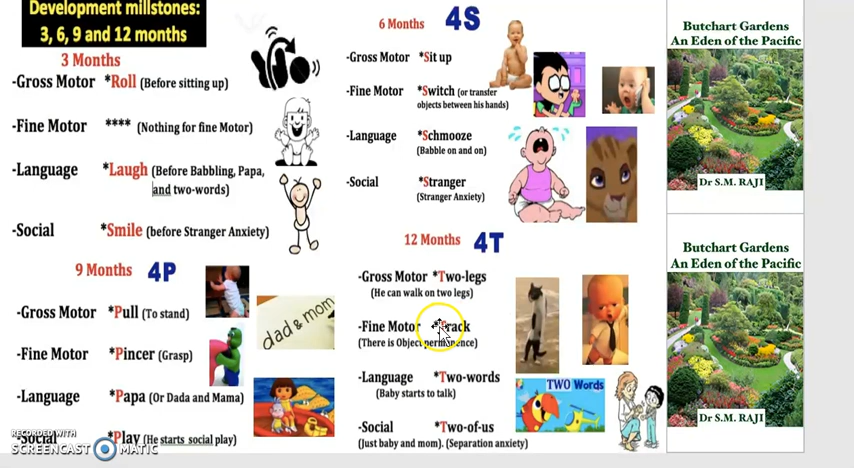 Development millstones:
3, 6, 9 and 12 months
3 Months
-Gross Motor *Roll (Before sitting up)
-Fine Motor **** (Nothing for fine Motor)
-Language *Laugh (Before Babbling, Papa,
and two-words)
-Social *Smile (before Stranger Anxiety)
6 Months 4S
-Gross Motor *Sit up
-Fine Motor *Switch (or transfer
objects between his hands)
-Language *Schmooze
(Babble on and on)
-Social *Stranger
(Stranger Anxiety)
9 Months 4P
-Gross Motor *Pull (To stand)
-Fine Motor *Pincer (Grasp)
-Language *Papa (Or Dada and Mama)
-Social *Play (He starts social play)
dad & mom
12 Months 4T
-Gross Motor *Two-legs
(He can walk on two legs)
-Fine Motor
(There is Object permanence)
-Language *Two-words
(Baby starts to talk)
-Social *Two-of-us
(Just baby and mom). (Separation anxiety)
TWO Words
Butchart Gardens
An Eden of the Pacific
Dr S.M. RAJI
Butchart Gardens
An Eden of the Pacific
Dr S.M. RAJI
RECORDED WITH
SCREENCAST MATIC